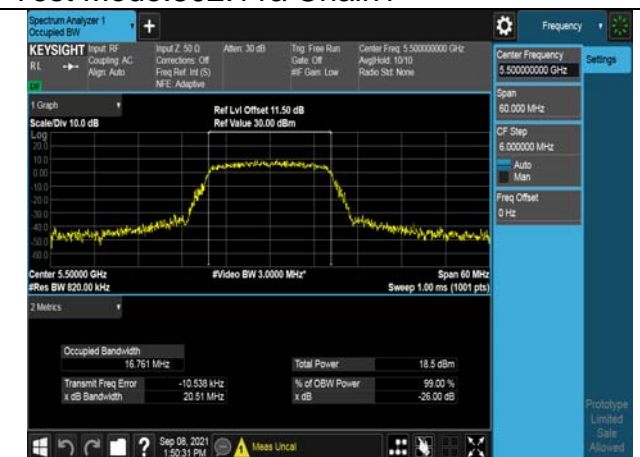 Spectrum Analyzer 1
Occupied BW
+
Frequency
KEYSIGHT
RL
Input: RF
Coupling: AC
Align: Auto
Input Z: 50 Ω
Corrections: Off
Freq Ref: Int (S)
NFE: Adaptive
Atten: 30 dB
Trig: Free Run
Gate: Off
#IF Gain: Low
Center Freq: 5.500000000 GHz
Avg|Hold: 10/10
Radio Std: None
Center Frequency
5.500000000 GHz
Settings
Span
60.000 MHz
CF Step
6.000000 MHz
Auto
Man
Freq Offset
0 Hz
1 Graph
Scale/Div 10.0 dB
Ref Lvl Offset 11.50 dB
Ref Value 30.00 dBm
Log
20.0
10.0
0.00
-10.0
-20.0
-30.0
-40.0
-50.0
-60.0
Center 5.50000 GHz
#Res BW 820.00 kHz
#Video BW 3.0000 MHz*
Span 60 MHz
Sweep 1.00 ms (1001 pts)
2 Metrics
Occupied Bandwidth
16.761 MHz
Total Power 18.5 dBm
Transmit Freq Error -10.538 kHz
% of OBW Power 99.00 %
x dB Bandwidth 20.51 MHz
x dB -26.00 dB
Prototype
Limited
Sale
Allowed
?
Sep 08, 2021
1:50:31 PM
Meas Uncal